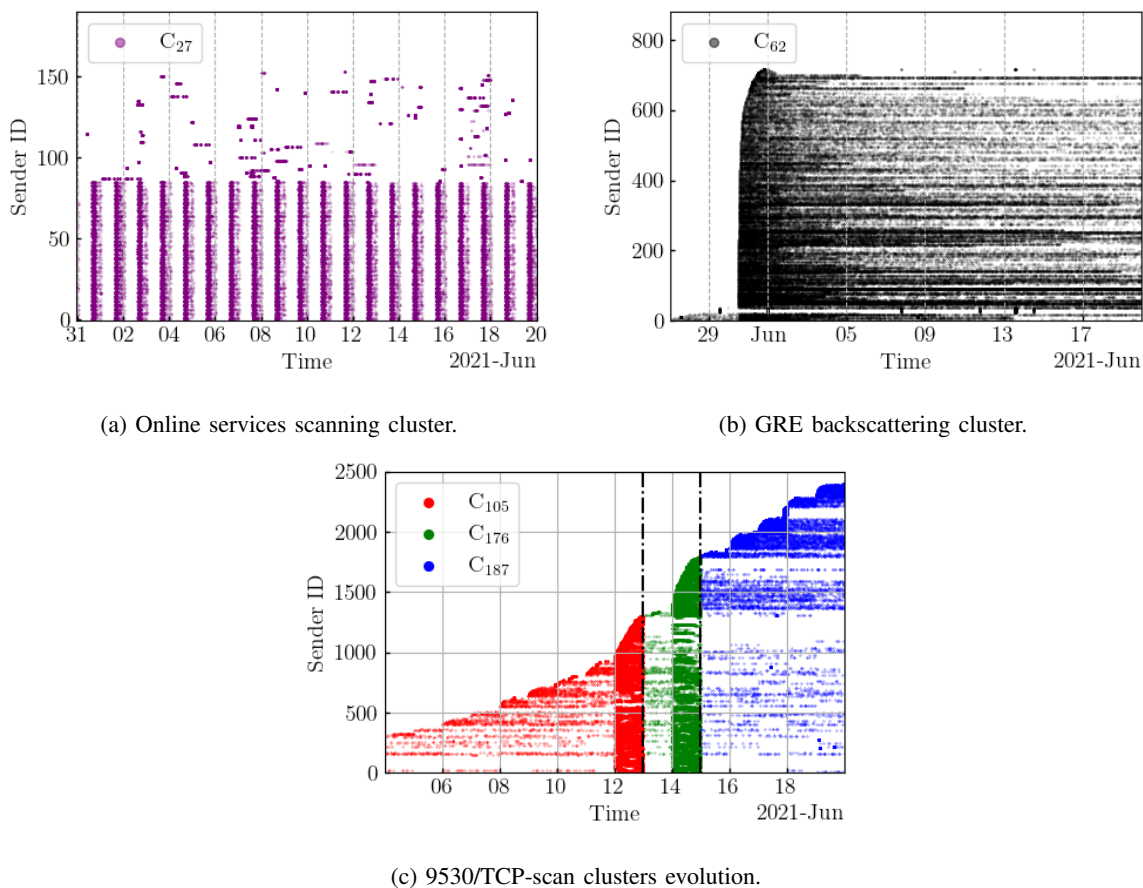 C27
150
100
50
0
Sender ID
31 02 04 06 08 10 12 14 16 18 20
Time
2021-Jun
(a) Online services scanning cluster.
C62
800
600
400
200
0
Sender ID
29 Jun 05 09 13 17
Time
2021-Jun
(b) GRE backscattering cluster.
C105
C176
C187
2500
2000
1500
1000
500
0
Sender ID
06 08 10 12 14 16 18
Time
2021-Jun
(c) 9530/TCP-scan clusters evolution.